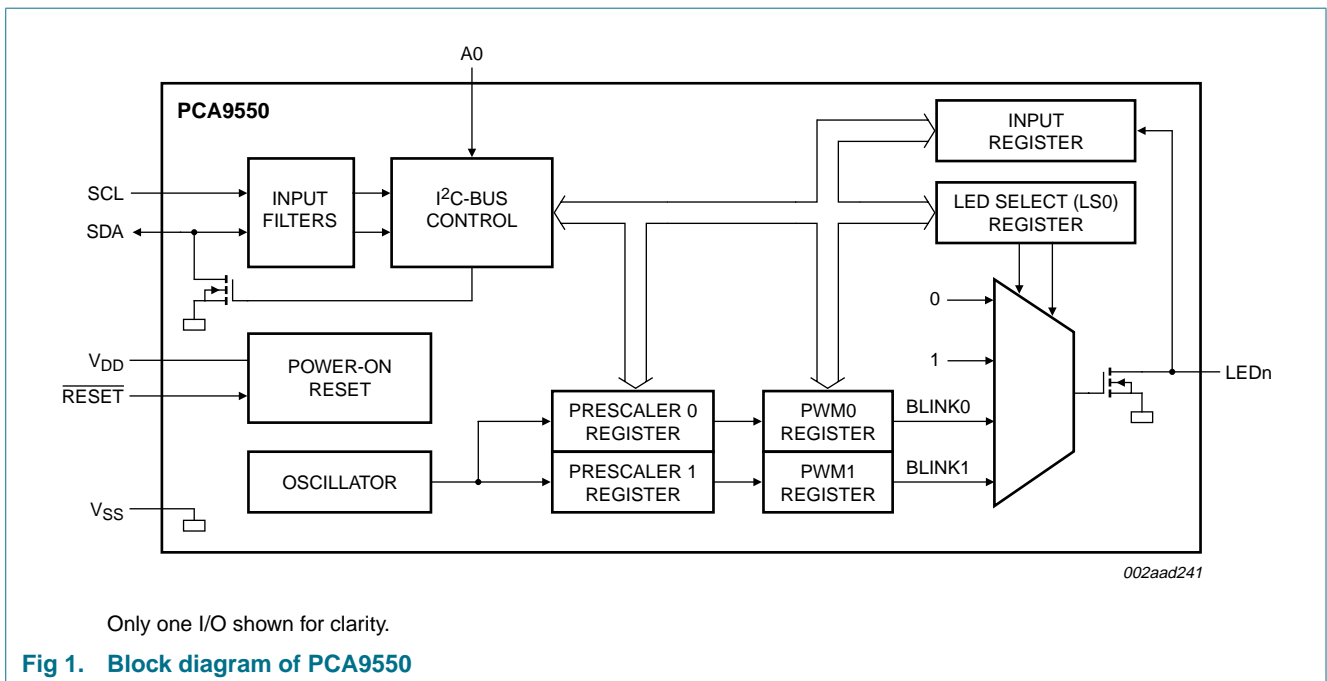 A0
PCA9550
SCL
SDA
INPUT
FILTERS
I²C-BUS
CONTROL
INPUT
REGISTER
LED SELECT (LS0)
REGISTER
0
1
VDD
RESET
POWER-ON
RESET
OSCILLATOR
PRESCALER 0
REGISTER
PRESCALER 1
REGISTER
PWM0
REGISTER
PWM1
REGISTER
BLINK0
BLINK1
LEDn
VSS
002aad241
Only one I/O shown for clarity.
Fig 1. Block diagram of PCA9550